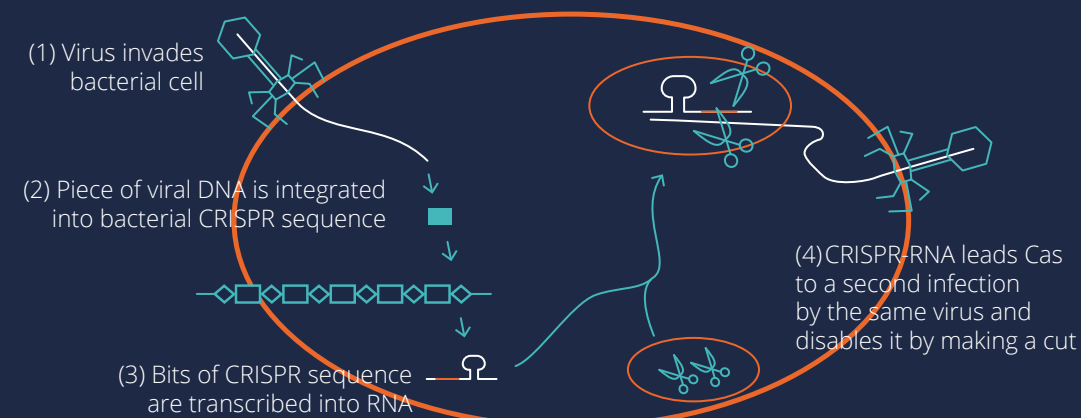 (1) Virus invades
bacterial cell
(2) Piece of viral DNA is integrated
into bacterial CRISPR sequence
(3) Bits of CRISPR sequence
are transcribed into RNA
(4) CRISPR-RNA leads Cas
to a second infection
by the same virus and
disables it by making a cut